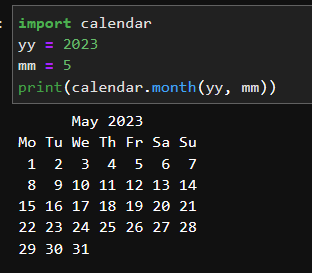 : import calendar
yy = 2023
mm = 5
print(calendar.month(yy, mm))
May 2023
Mo Tu We Th Fr Sa Su
1 2 3 4 5 6 7
8 9 10 11 12 13 14
15 16 17 18 19 20 21
22 23 24 25 26 27 28
29 30 31